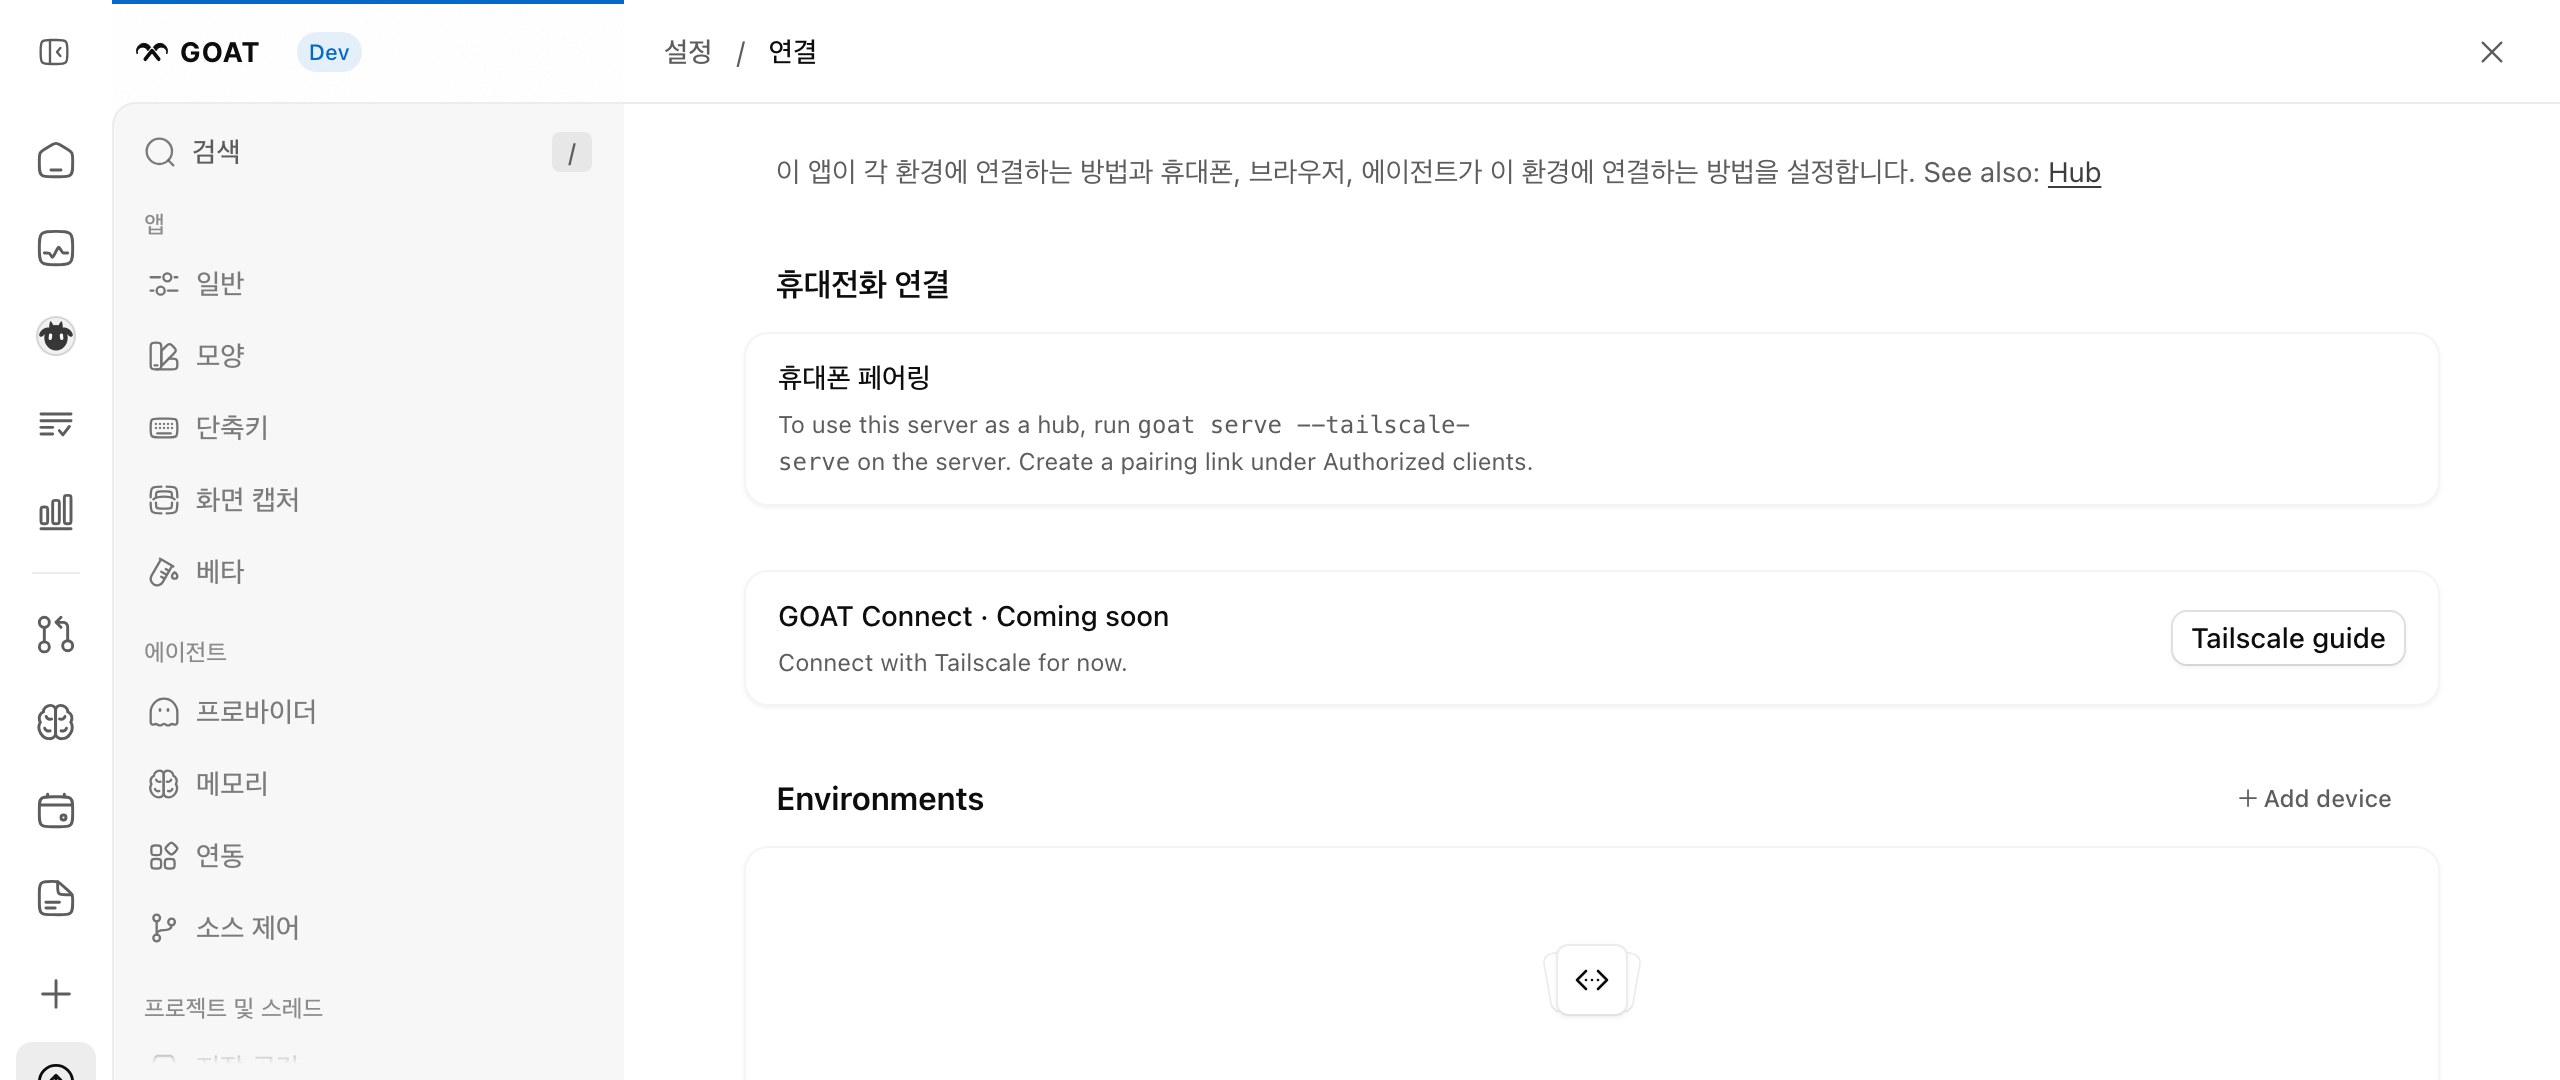 GOAT
Dev
설정 / 연결
검색
/
앱
일반
모양
단축키
화면 캡처
베타
에이전트
프로바이더
메모리
연동
소스 제어
프로젝트 및 스레드
이 앱이 각 환경에 연결하는 방법과 휴대폰, 브라우저, 에이전트가 이 환경에 연결하는 방법을 설정합니다. See also: Hub
휴대전화 연결
휴대폰 페어링
To use this server as a hub, run goat serve --tailscale-
serve on the server. Create a pairing link under Authorized clients.
GOAT Connect · Coming soon
Connect with Tailscale for now.
Tailscale guide
Environments
+ Add device